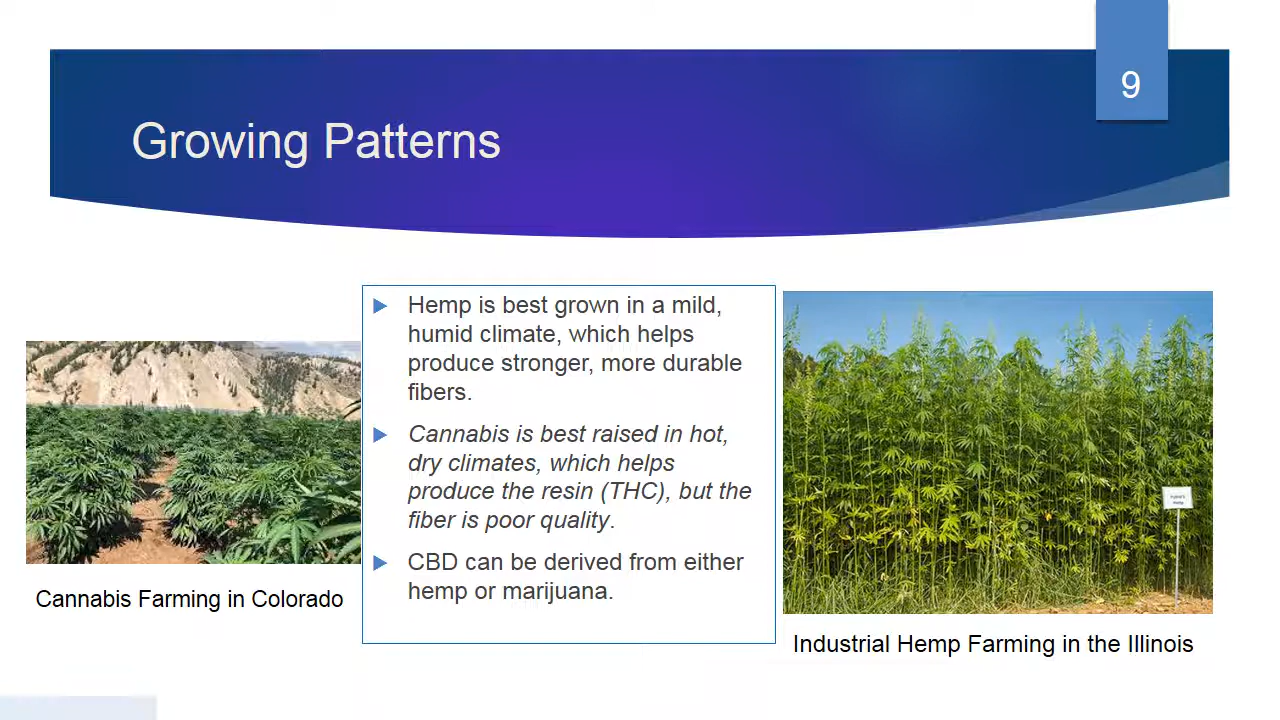 9
Growing Patterns
Hemp is best grown in a mild,
humid climate, which helps
produce stronger, more durable
fibers.
Cannabis is best raised in hot,
dry climates, which helps
produce the resin (THC), but the
fiber is poor quality.
CBD can be derived from either
hemp or marijuana.
Cannabis Farming in Colorado
Industrial Hemp Farming in the Illinois